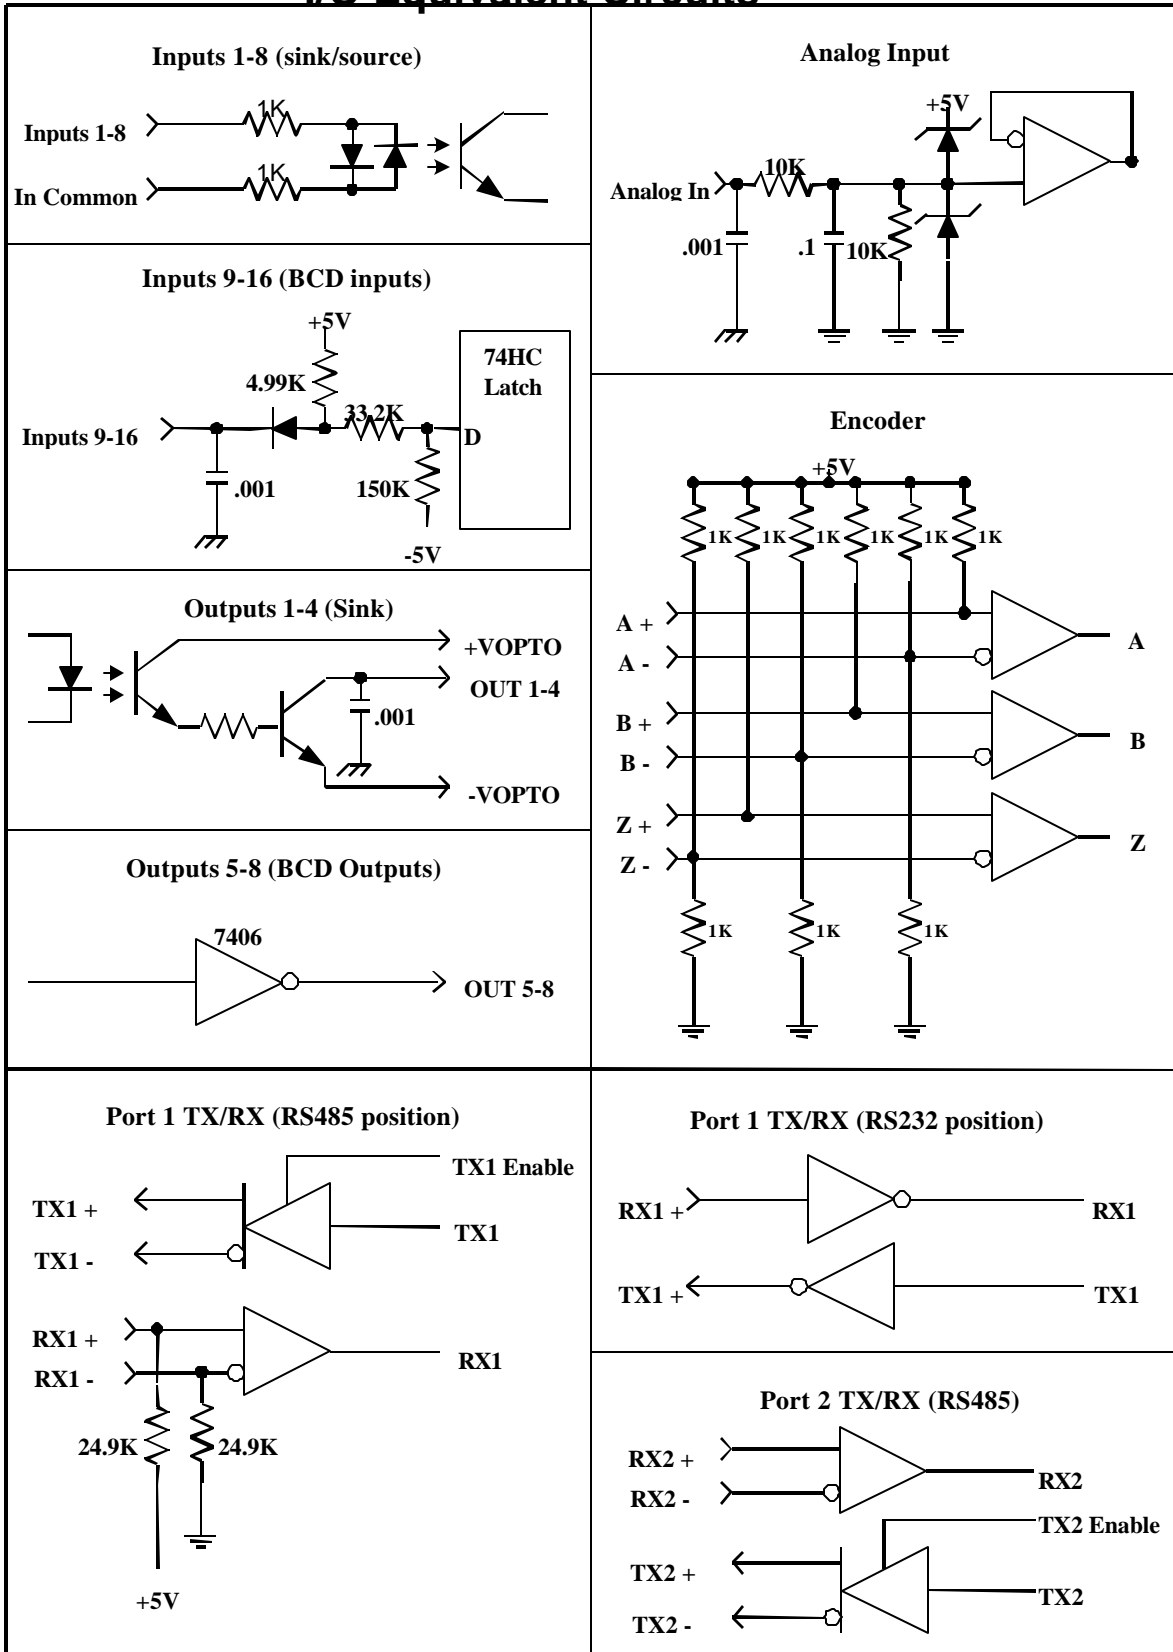 I/O Equivalent Circuits
Inputs 1-8 (sink/source)
1K
Inputs 1-8
1K
In Common
Analog Input
+5V
10K
Analog In
.001
.1
10K
Inputs 9-16 (BCD inputs)
+5V
74HC
Latch
4.99K
33.2K
Inputs 9-16
D
.001
150K
-5V
Encoder
+5V
1K
1K
1K
1K
1K
1K
A +
A
A -
B +
B
B -
Z +
Z
Z -
1K
1K
1K
Outputs 1-4 (Sink)
+VOPTO
OUT 1-4
.001
-VOPTO
Outputs 5-8 (BCD Outputs)
7406
OUT 5-8
Port 1 TX/RX (RS485 position)
TX1 Enable
TX1 +
TX1
TX1 -
RX1 +
RX1
RX1 -
24.9K
24.9K
+5V
Port 1 TX/RX (RS232 position)
RX1 +
RX1
TX1 +
TX1
Port 2 TX/RX (RS485)
RX2 +
RX2
RX2 -
TX2 Enable
TX2 +
TX2
TX2 -